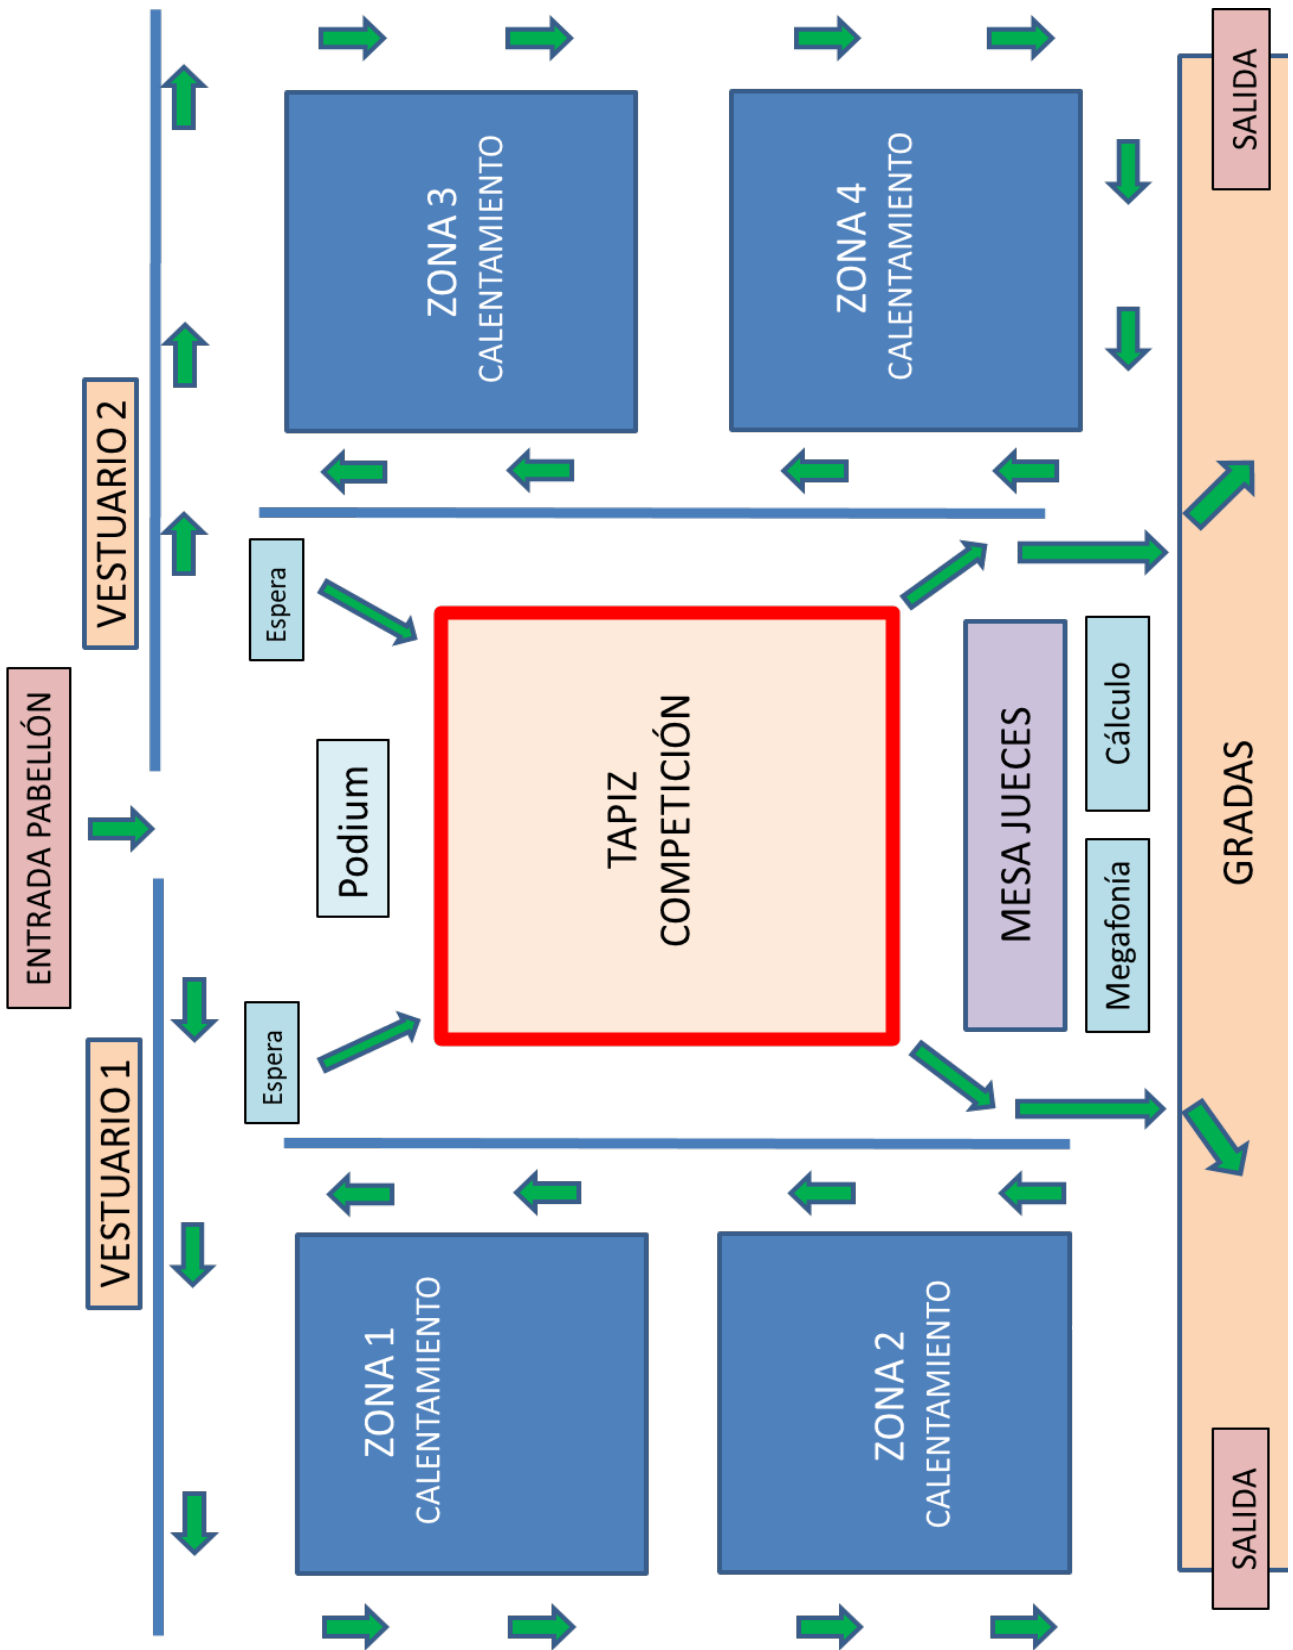 ENTRADA PABELLÓN
VESTUARIO 1
VESTUARIO 2
Espera
Espera
Podium
ZONA 1
CALENTAMIENTO
ZONA 3
CALENTAMIENTO
TAPIZ
COMPETICIÓN
ZONA 2
CALENTAMIENTO
ZONA 4
CALENTAMIENTO
MESA JUECES
Megafonía
Cálculo
SALIDA
GRADAS
SALIDA